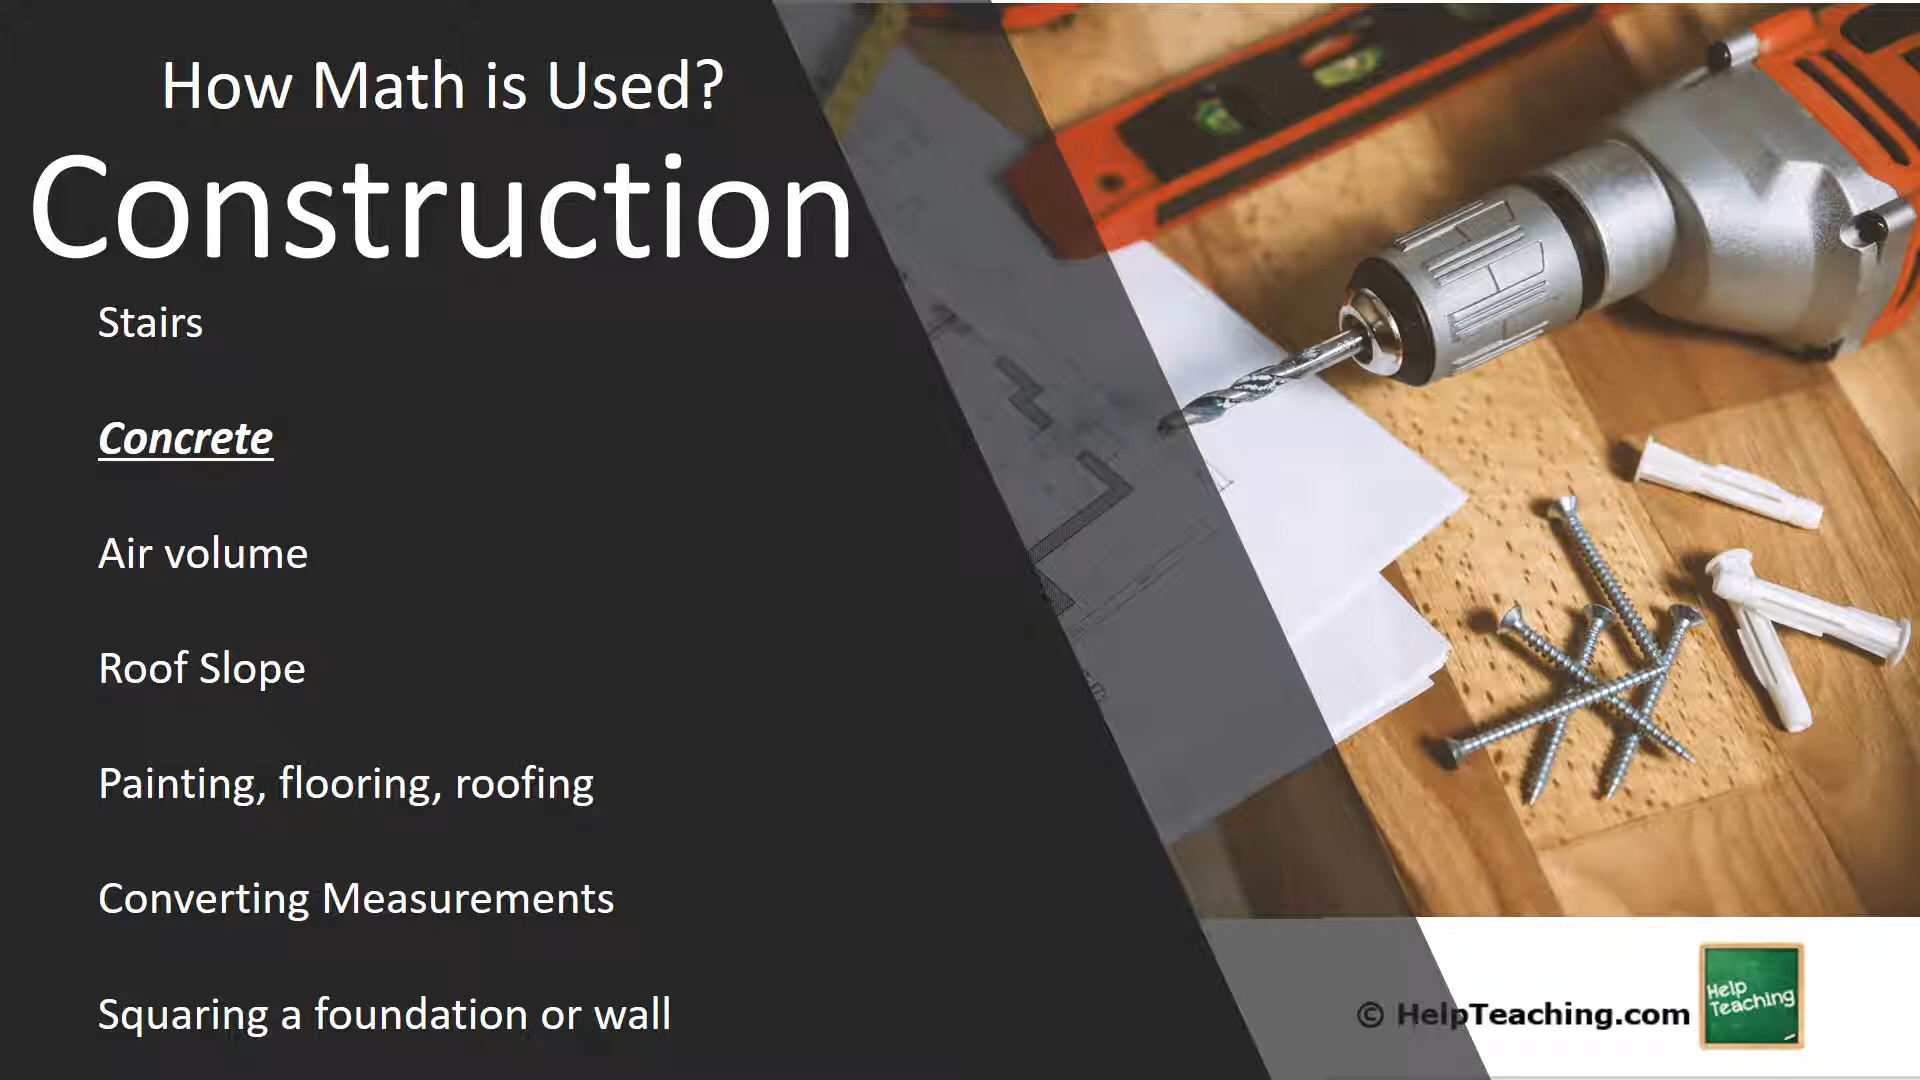 How Math is Used?
Construction
Stairs
Concrete
Air volume
Roof Slope
Painting, flooring, roofing
Converting Measurements
Squaring a foundation or wall
© HelpTeaching.com
Help
Teaching